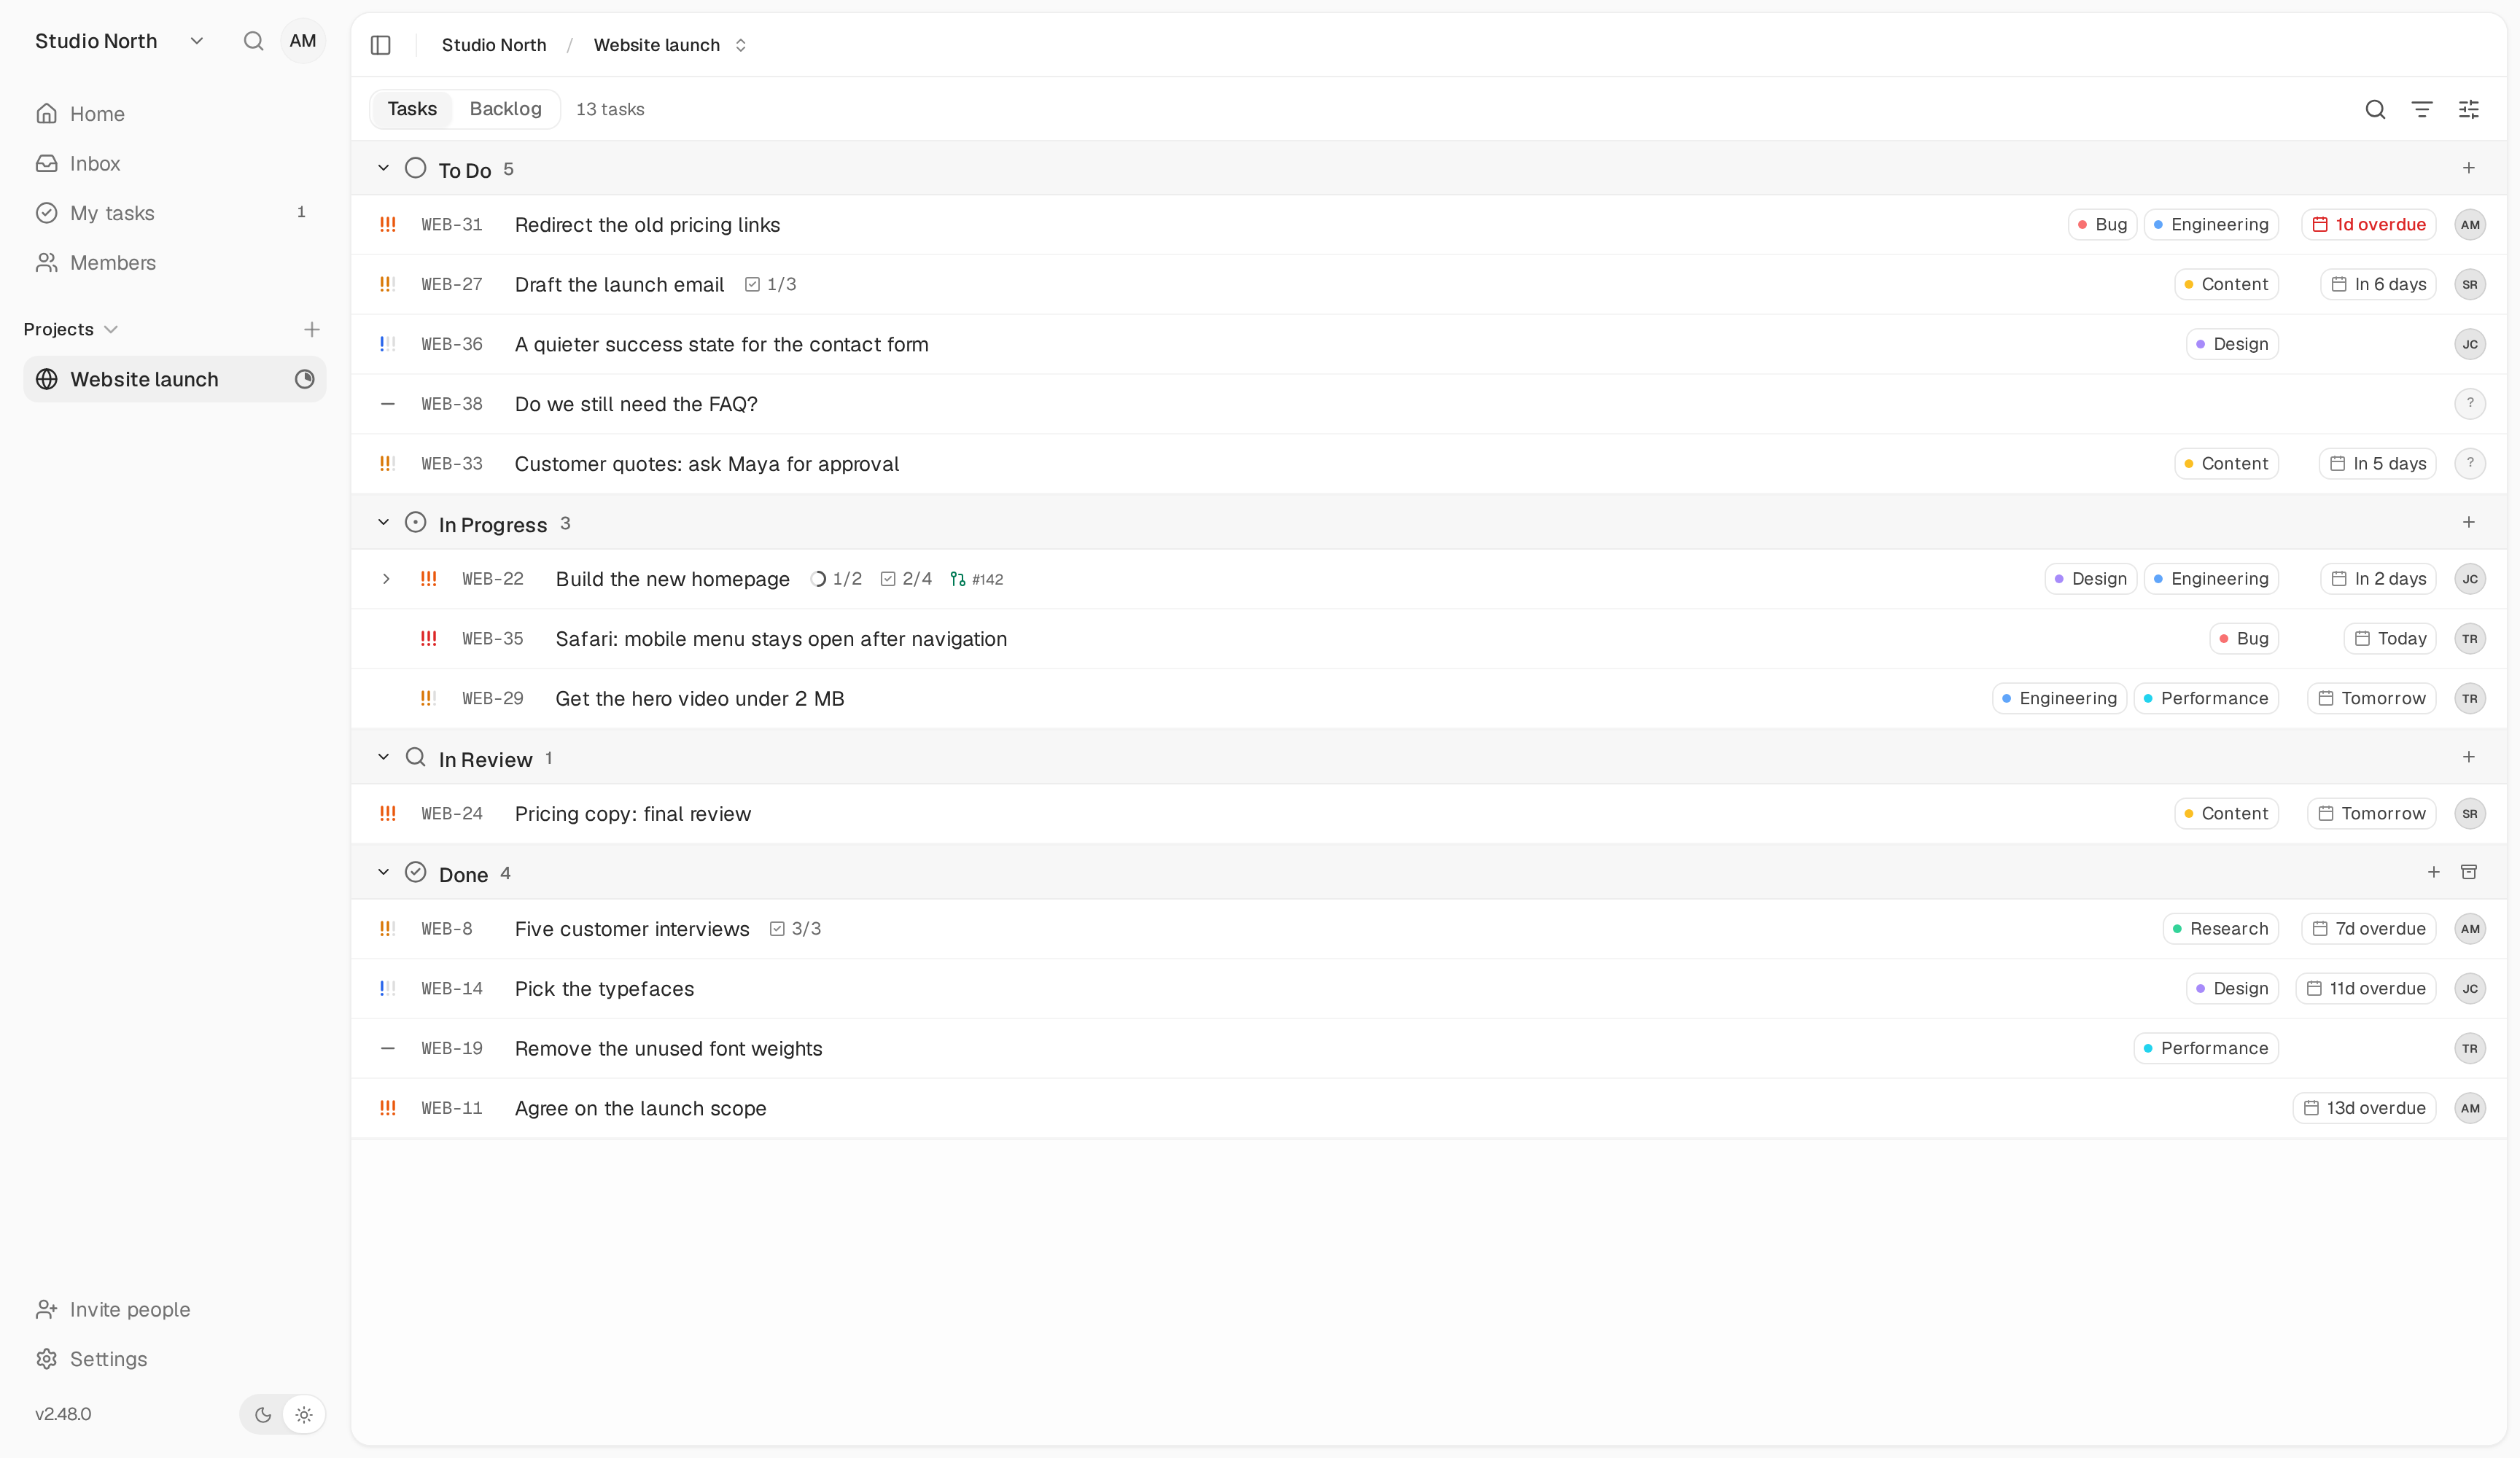 Studio North
AM
Home
Inbox
My tasks 1
Members
Projects
Website launch
Invite people
Settings
v2.48.0
Studio North / Website launch
Tasks Backlog 13 tasks
To Do 5
WEB-31 Redirect the old pricing links Bug Engineering 1d overdue AM
WEB-27 Draft the launch email 1/3 Content In 6 days SR
WEB-36 A quieter success state for the contact form Design JC
WEB-38 Do we still need the FAQ? ?
WEB-33 Customer quotes: ask Maya for approval Content In 5 days ?
In Progress 3
WEB-22 Build the new homepage 1/2 2/4 #142 Design Engineering In 2 days JC
WEB-35 Safari: mobile menu stays open after navigation Bug Today TR
WEB-29 Get the hero video under 2 MB Engineering Performance Tomorrow TR
In Review 1
WEB-24 Pricing copy: final review Content Tomorrow SR
Done 4
WEB-8 Five customer interviews 3/3 Research 7d overdue AM
WEB-14 Pick the typefaces Design 11d overdue JC
WEB-19 Remove the unused font weights Performance TR
WEB-11 Agree on the launch scope 13d overdue AM